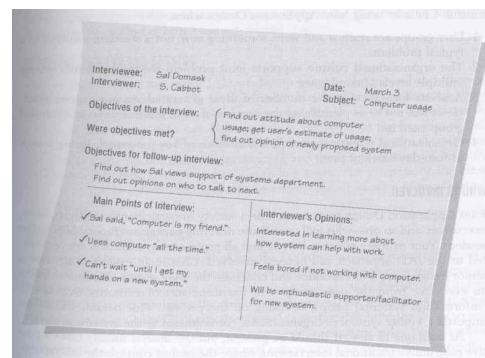 Interviewee: Sal Domask
Interviewer: S. Cabbot
Date: March 3
Subject: Computer usage
Objectives of the interview:
Were objectives met?
Find out attitude about computer
usage; get user's estimate of usage;
find out opinion of newly proposed system
Objectives for follow-up interview:
Find out how Sal views support of systems department.
Find out opinions on who to talk to next.
Main Points of Interview:
✓Sal said, "Computer is my friend."
✓Uses computer "all the time."
✓Can't wait "until I get my
hands on a new system."
Interviewer's Opinions:
Interested in learning more about
how system can help with work.
Feels bored if not working with computer.
Will be enthusiastic supporter/facilitator
for new system.